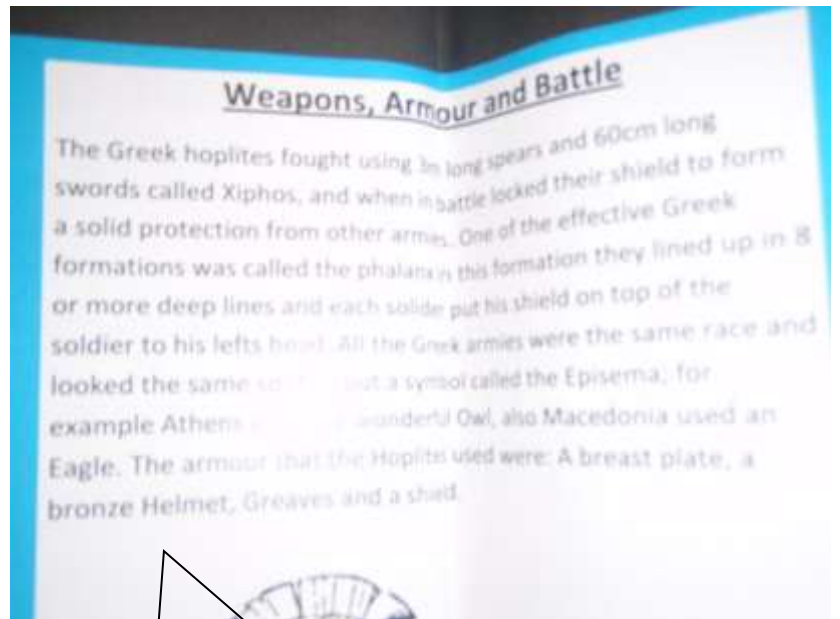 Weapons, Armour and Battle
The Greek hoplites fought using 3m long spears and 60cm long
swords called Xiphos, and when in battle locked their shield to form
a solid protection from other armies. One of the effective Greek
formations was called the phalanx in this formation they lined up in 8
or more deep lines and each solider put his shield on top of the
soldier to his lefts head. All the Greek armies were the same race and
looked the same put a symbol called the Episema; for
example Athens wonderful Owl, also Macedonia used an
Eagle. The armour that the Hoplites used were: A breast plate, a
bronze Helmet, Greaves and a shied.